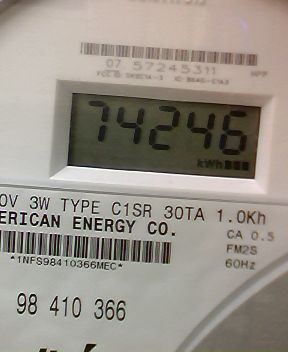 07 57245311
74246
kWh
0V 3W TYPE C1SR 30TA 1.0Kh
ERICAN ENERGY CO.
CA 0.5
FM2S
60Hz
*1NFS98410366MEC*
98 410 366